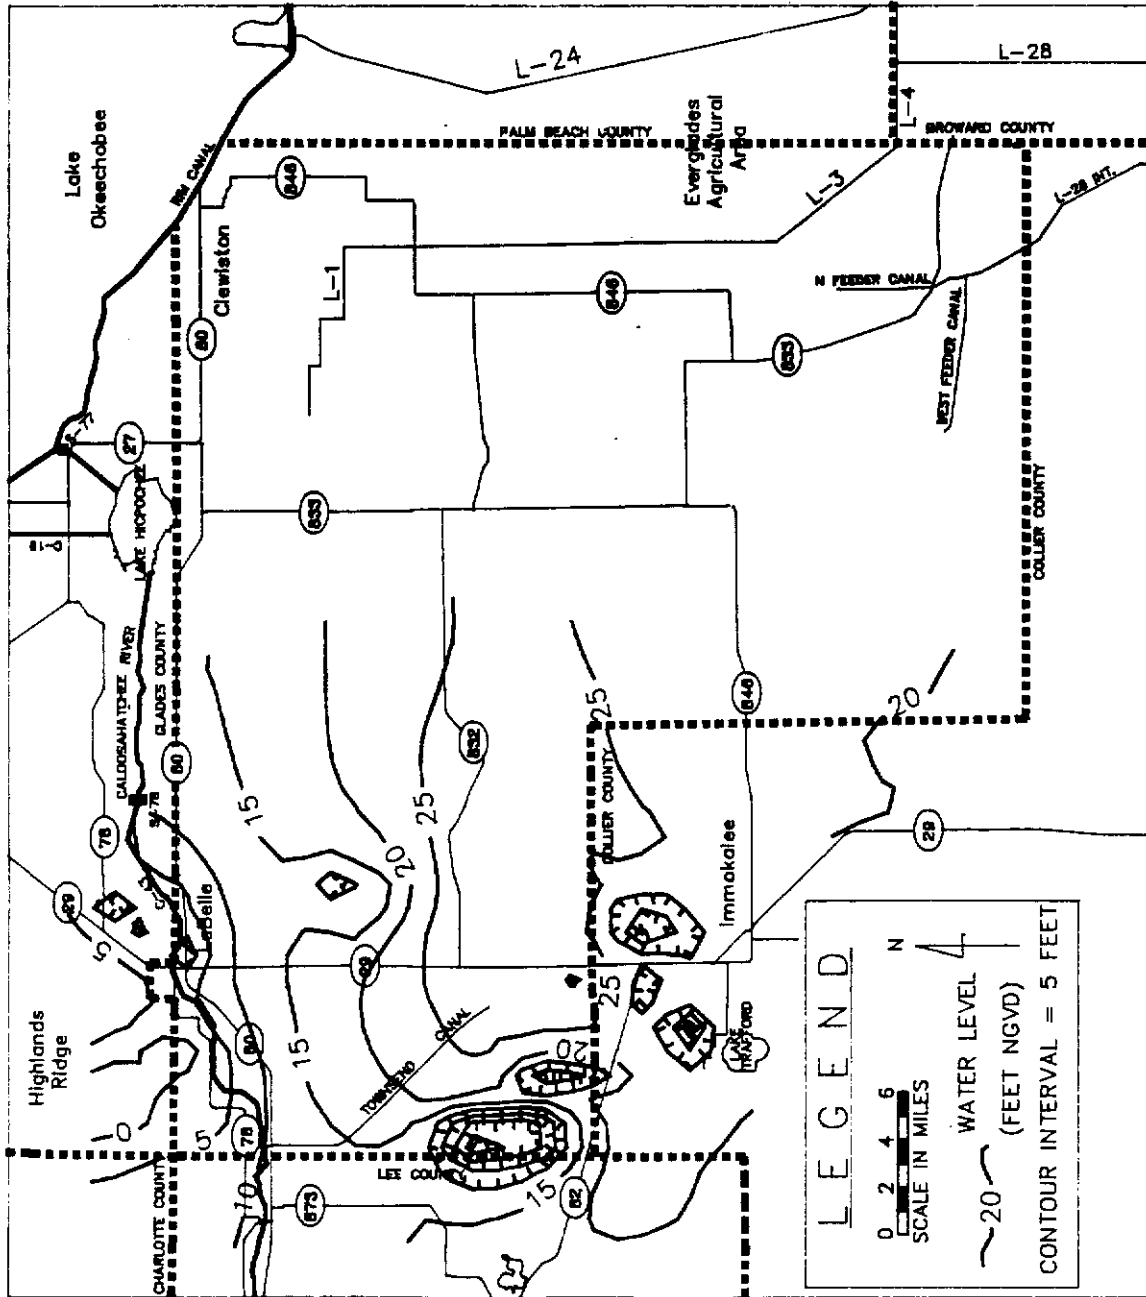 Lake
Okeechobee
Highlands
Ridge
RIM CANAL
L-24
L-28
L-4
PALM BEACH COUNTY
BROWARD COUNTY
Everglades
Agricultural
Area
L-3
L-28 INT.
Clewiston
L-1
846
80
846
N FEEDER CANAL
WEST FEEDER CANAL
833
27
S-77
LAKE HICPOCHEE
833
COLLIER COUNTY
CALOOSAHATCHEE RIVER
GLADES COUNTY
80
78
29
832
846
COLLIER COUNTY
LaBelle
Immokalee
29
29
TOWNSEND CANAL
LAKE
TRAFFORD
80
78
CHARLOTTE COUNTY
LEE COUNTY
873
82
15
20
25
25
20
5
0
5
10
15
20
25
15
LEGEND
N
0 2 4 6
SCALE IN MILES
20
WATER LEVEL
(FEET NGVD)
CONTOUR INTERVAL = 5 FEET